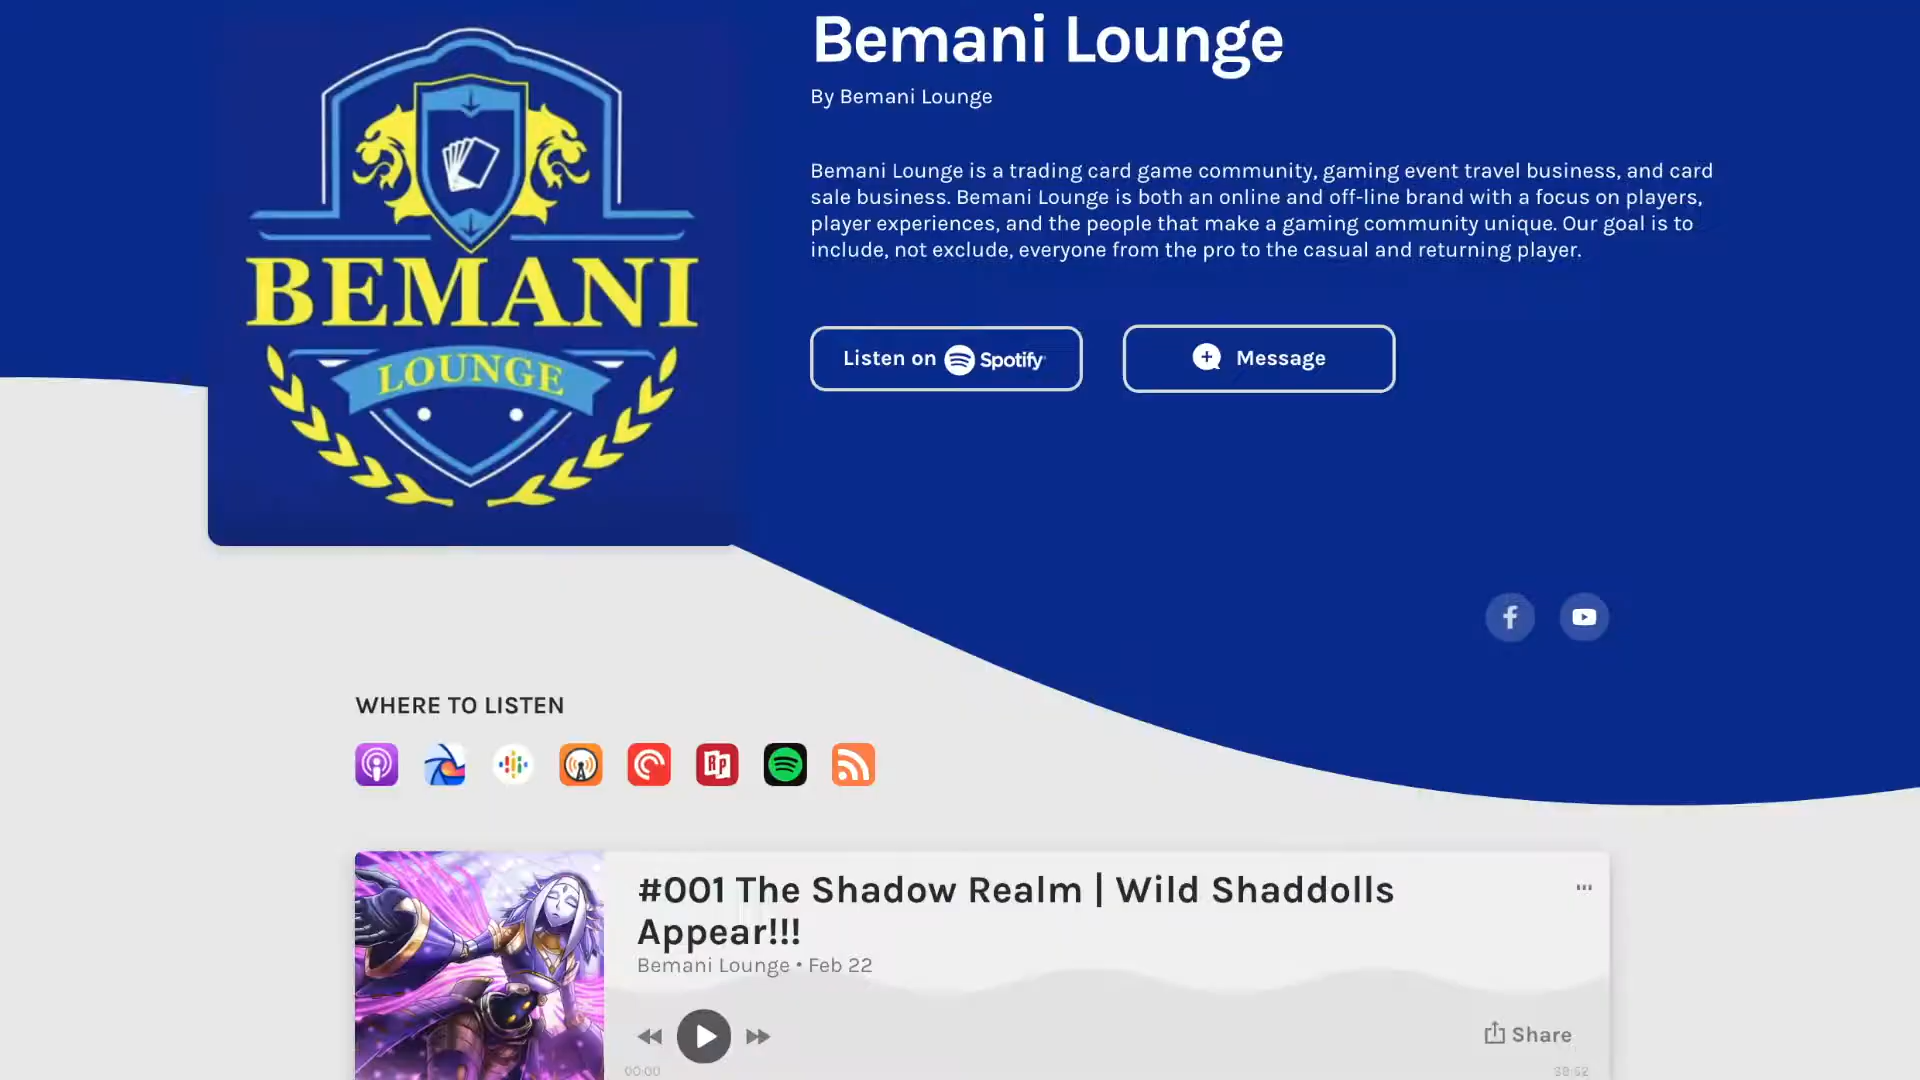 BEMANI
LOUNGE
Bemani Lounge
By Bemani Lounge
Bemani Lounge is a trading card game community, gaming event travel business, and card
sale business. Bemani Lounge is both an online and off-line brand with a focus on players,
player experiences, and the people that make a gaming community unique. Our goal is to
include, not exclude, everyone from the pro to the casual and returning player.
Listen on Spotify
Message
WHERE TO LISTEN
RP
#001 The Shadow Realm | Wild Shaddolls
Appear!!!
Bemani Lounge • Feb 22
Share
00:00